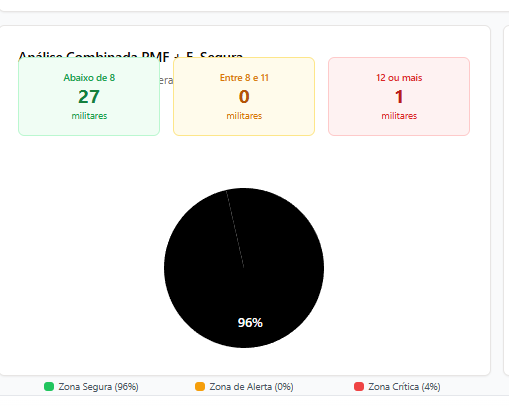 Análise Combinada PMF + F-Segura
Abaixo de 8
27
militares
Entre 8 e 11
0
militares
12 ou mais
1
militares
96%
Zona Segura (96%)
Zona de Alerta (0%)
Zona Crítica (4%)